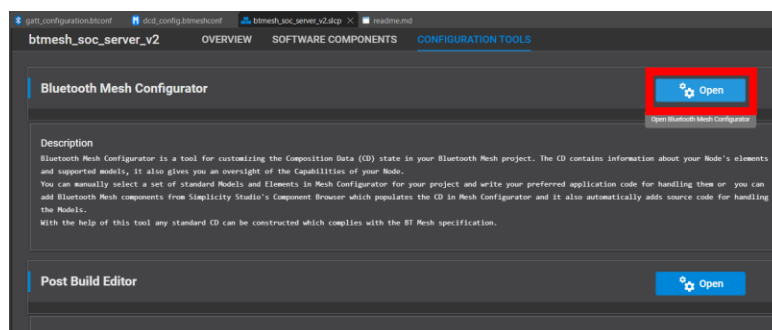 gatt_configuration.btconf dcd_config.btmeshconf btmesh_soc_server_v2.slcp readme.md
btmesh_soc_server_v2 OVERVIEW SOFTWARE COMPONENTS CONFIGURATION TOOLS
Bluetooth Mesh Configurator Open
Open Bluetooth Mesh Configurator
Description
Bluetooth Mesh Configurator is a tool for customizing the Composition Data (CD) state in your Bluetooth Mesh project. The CD contains information about your Node's elements
and supported models, it also gives you an oversight of the Capabilities of your Node.
You can manually select a set of standard Models and Elements in Mesh Configurator for your project and write your preferred application code for handling them or you can
add Bluetooth Mesh components from Simplicity Studio's Component Browser which populates the CD in Mesh Configurator and it also automatically adds source code for handling
the Models.
With the help of this tool any standard CD can be constructed which complies with the BT Mesh specification.
Post Build Editor Open